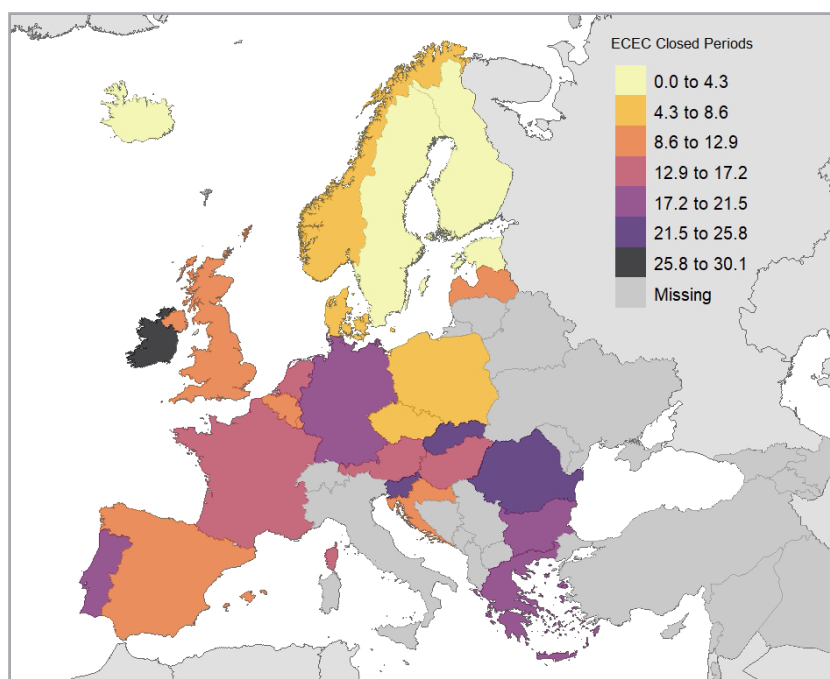 ECEC Closed Periods
0.0 to 4.3
4.3 to 8.6
8.6 to 12.9
12.9 to 17.2
17.2 to 21.5
21.5 to 25.8
25.8 to 30.1
Missing